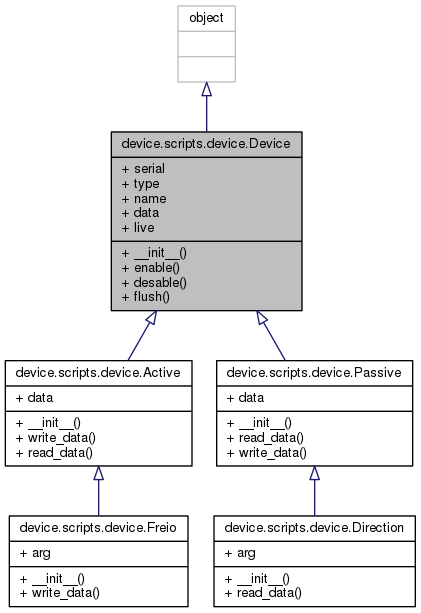 object
device.scripts.device.Device
+ serial
+ type
+ name
+ data
+ live
+ __init__()
+ enable()
+ desable()
+ flush()
device.scripts.device.Active
+ data
+ __init__()
+ write_data()
+ read_data()
device.scripts.device.Passive
+ data
+ __init__()
+ read_data()
+ write_data()
device.scripts.device.Freio
+ arg
+ __init__()
+ write_data()
device.scripts.device.Direction
+ arg
+ __init__()
+ read_data()